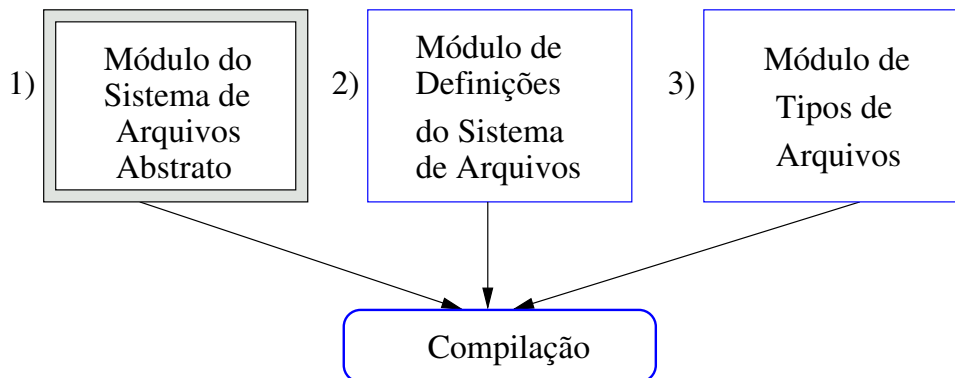 1)
Módulo do
Sistema de
Arquivos
Abstrato
2)
Módulo de
Definições
do Sistema
de Arquivos
3)
Módulo de
Tipos de
Arquivos
Compilação